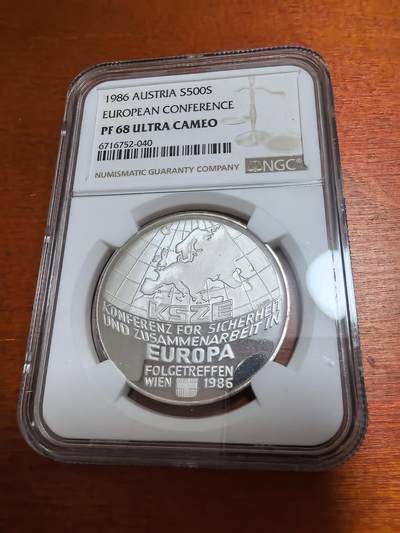 1986 AUSTRIA S500S
EUROPEAN CONFERENCE
PF 68 ULTRA CAMEO
6716752-040
NUMISMATIC GUARANTY COMPANY
NGC
KSZE
KONFERENZ FÜR SICHERHEIT
UND ZUSAMMENARBEIT IN
EUROPA
FOLGETREFFEN
WIEN 1986